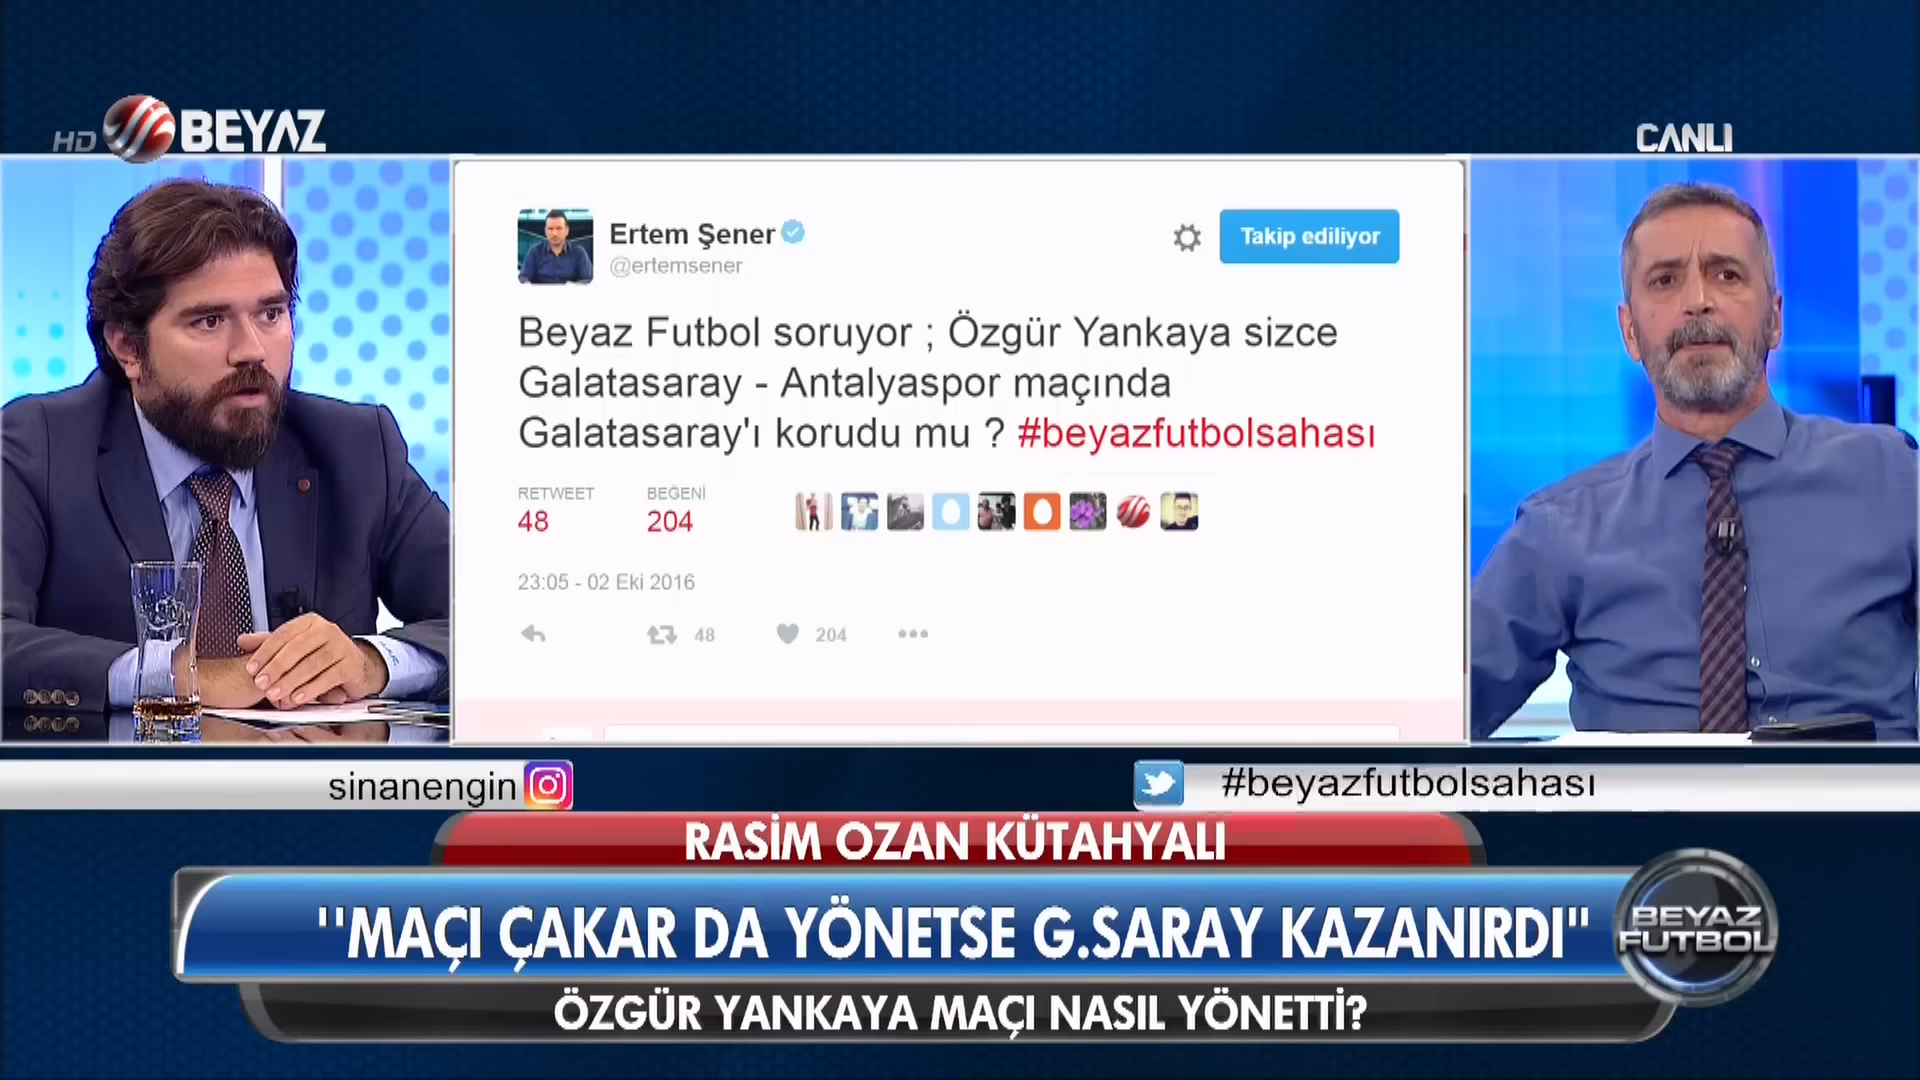 HD BEYAZ
CANLI
Ertem Şener
@ertemsener
Takip ediliyor
Beyaz Futbol soruyor ; Özgür Yankaya sizce
Galatasaray - Antalyaspor maçında
Galatasaray'ı korudu mu ? #beyazfutbolsahası
RETWEET
48
BEĞENİ
204
23:05 - 02 Eki 2016
48
204
sinanengin
#beyazfutbolsahası
RASİM OZAN KÜTAHYALI
''MAÇI ÇAKAR DA YÖNETSE G.SARAY KAZANIRDI''
BEYAZ
FUTBOL
ÖZGÜR YANKAYA MAÇI NASIL YÖNETTİ?